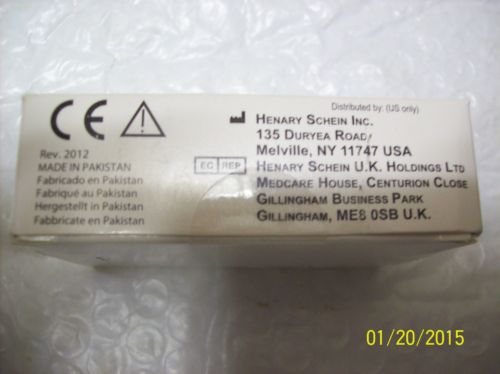 CE
Rev. 2012
MADE IN PAKISTAN
Fabricado en Pakistan
Fabriqué au Pakistan
Hergestellt in Pakistan
Fabbricate en Pakistan
EC REP
Distributed by: (US only)
HENARY SCHEIN INC.
135 DURYEA ROAD/
MELVILLE, NY 11747 USA
HENARY SCHEIN U.K. HOLDINGS LTD
MEDCARE HOUSE, CENTURION CLOSE
GILLINGHAM BUSINESS PARK
GILLINGHAM, ME8 0SB U.K.
01/20/2015